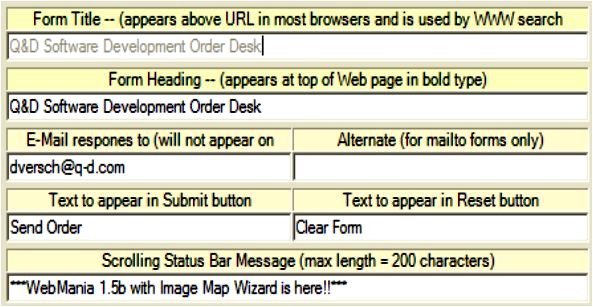 Form Title -- (appears above URL in most browsers and is used by WWW search
Q&D Software Development Order Desk
Form Heading -- (appears at top of Web page in bold type)
Q&D Software Development Order Desk
E-Mail respones to (will not appear on
Alternate (for mailto forms only)
dversch@q-d.com
Text to appear in Submit button
Text to appear in Reset button
Send Order
Clear Form
Scrolling Status Bar Message (max length = 200 characters)
***WebMania 1.5b with Image Map Wizard is here!!***